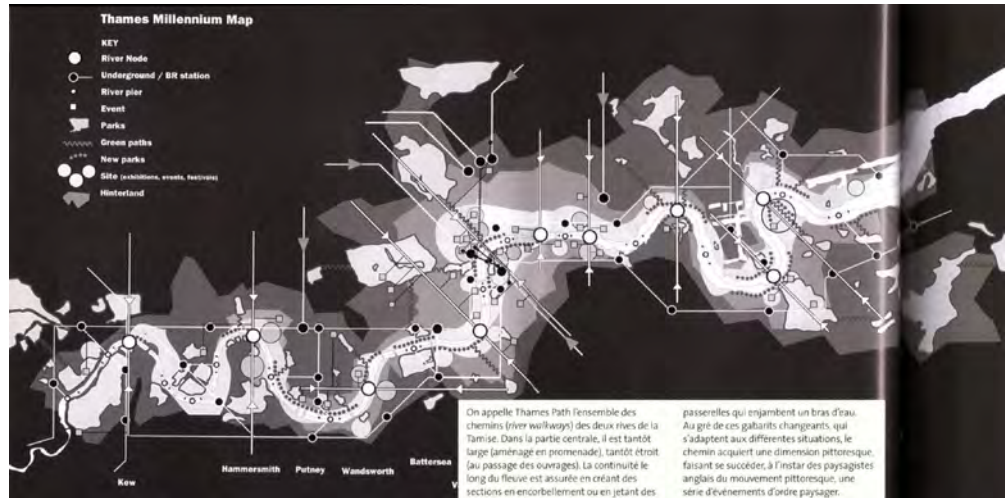 Thames Millennium Map
KEY
River Node
Underground / BR station
River pier
Event
Parks
Green paths
New parks
Site (exhibitions, events, festivals)
Hinterland
Kew
Hammersmith
Putney
Wandsworth
Battersea
On appelle Thames Path l'ensemble des
chemins (river walkways) des deux rives de la
Tamise. Dans la partie centrale, il est tantôt
large (aménagé en promenade), tantôt étroit
(au passage des ouvrages). La continuité le
long du fleuve est assurée en créant des
sections en encorbellement ou en jetant des
passerelles qui enjambent un bras d'eau.
Au gré de ces gabarits changeants, qui
s'adaptent aux différentes situations, le
chemin acquiert une dimension pittoresque,
faisant se succéder, à l'instar des paysagistes
anglais du mouvement pittoresque, une
série d'événements d'ordre paysager.